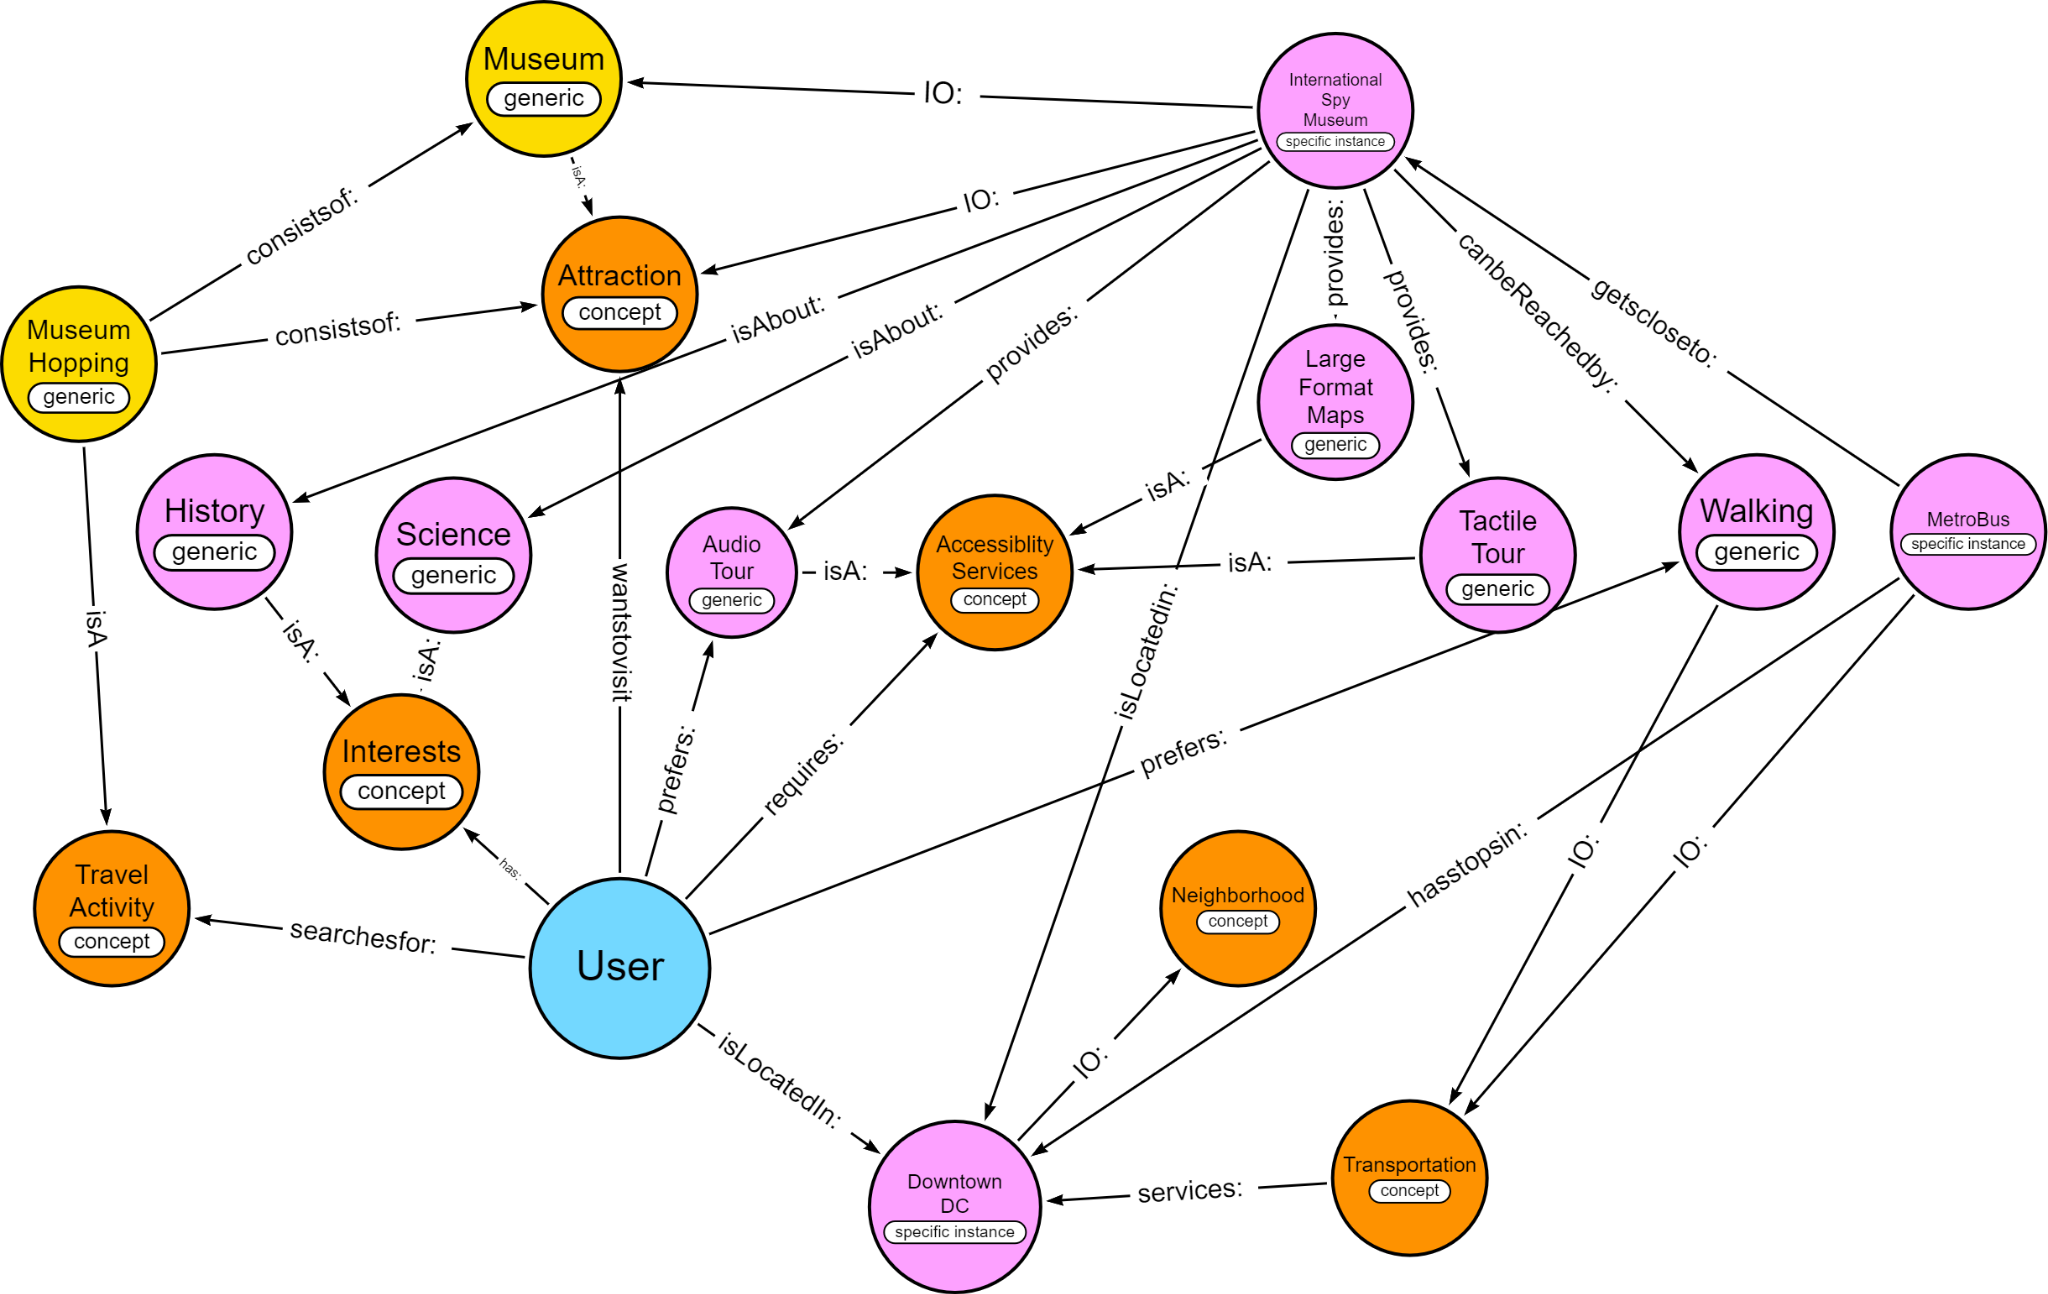 Museum
generic
IO:
International
Spy
Museum
specific instance
isA:
consistsof:
IO:
provides:
Attraction
concept
canbeReachedby:
getscloseto:
provides:
isAbout:
isAbout:
provides:
consistsof:
Museum
Hopping
generic
Large
Format
Maps
generic
History
generic
Science
generic
isA:
Audio
Tour
generic
isA:
Accessiblity
Services
concept
isA:
Tactile
Tour
generic
Walking
generic
MetroBus
specific instance
isA
isA:
isA:
wantstovisit
isLocatedin:
Interests
concept
prefers:
requires:
prefers:
has:
Travel
Activity
concept
searchesfor:
User
Neighborhood
concept
hasstopsin:
IO:
IO:
isLocatedIn:
IO:
Downtown
DC
specific instance
services:
Transportation
concept